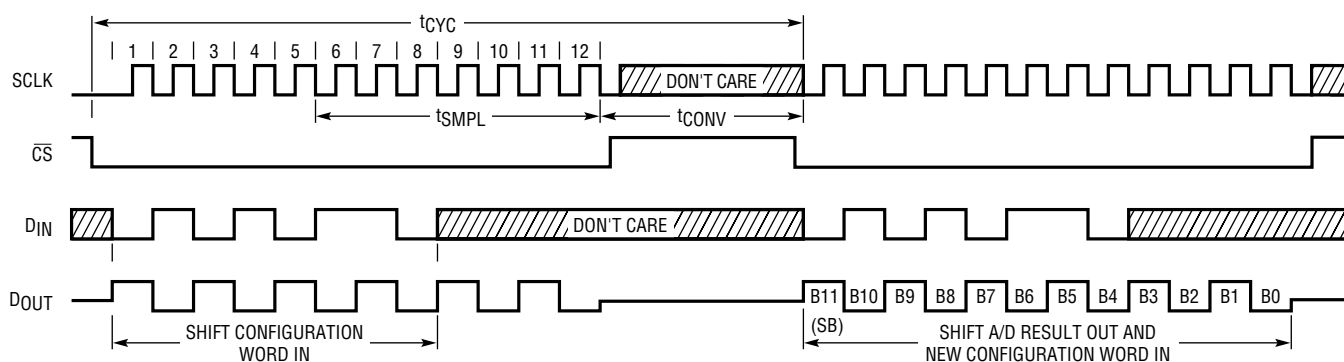 tCYC
1 2 3 4 5 6 7 8 9 10 11 12
SCLK
DON'T CARE
tSMPL
tCONV
CS
DIN
DON'T CARE
DOUT
B11 B10 B9 B8 B7 B6 B5 B4 B3 B2 B1 B0
(SB)
SHIFT CONFIGURATION
WORD IN
SHIFT A/D RESULT OUT AND
NEW CONFIGURATION WORD IN